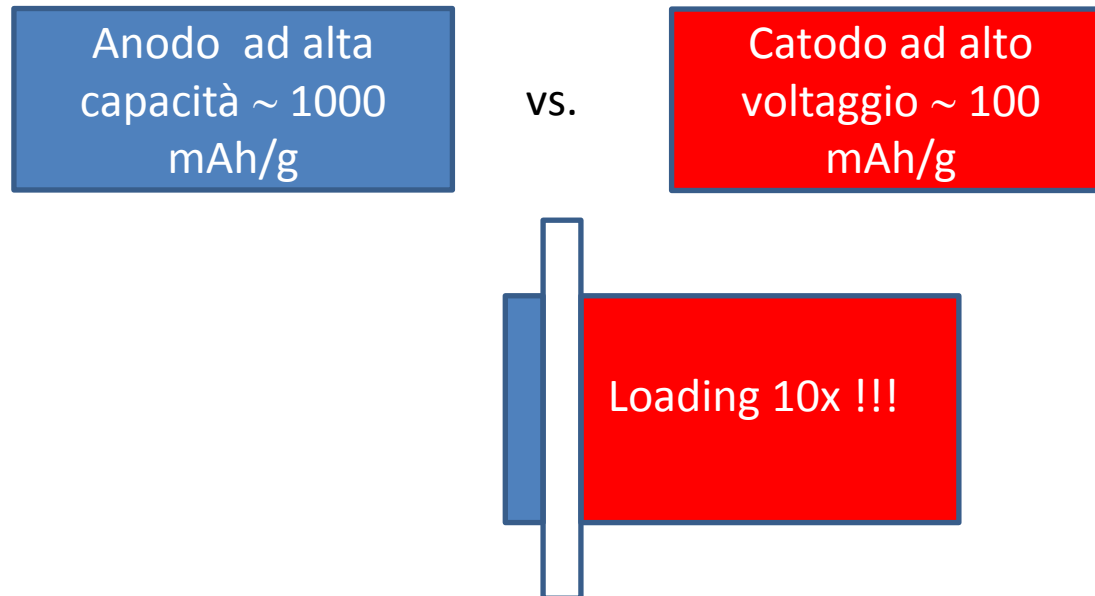 Anodo ad alta
capacità ~ 1000
mAh/g
vs.
Catodo ad alto
voltaggio ~ 100
mAh/g
Loading 10x !!!